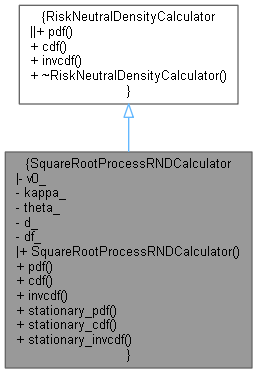 {RiskNeutralDensityCalculator
||+ pdf()
+ cdf()
+ invcdf()
+ ~RiskNeutralDensityCalculator()
}
{SquareRootProcessRNDCalculator
|- v0_
- kappa_
- theta_
- d_
- df_
|+ SquareRootProcessRNDCalculator()
+ pdf()
+ cdf()
+ invcdf()
+ stationary_pdf()
+ stationary_cdf()
+ stationary_invcdf()
}